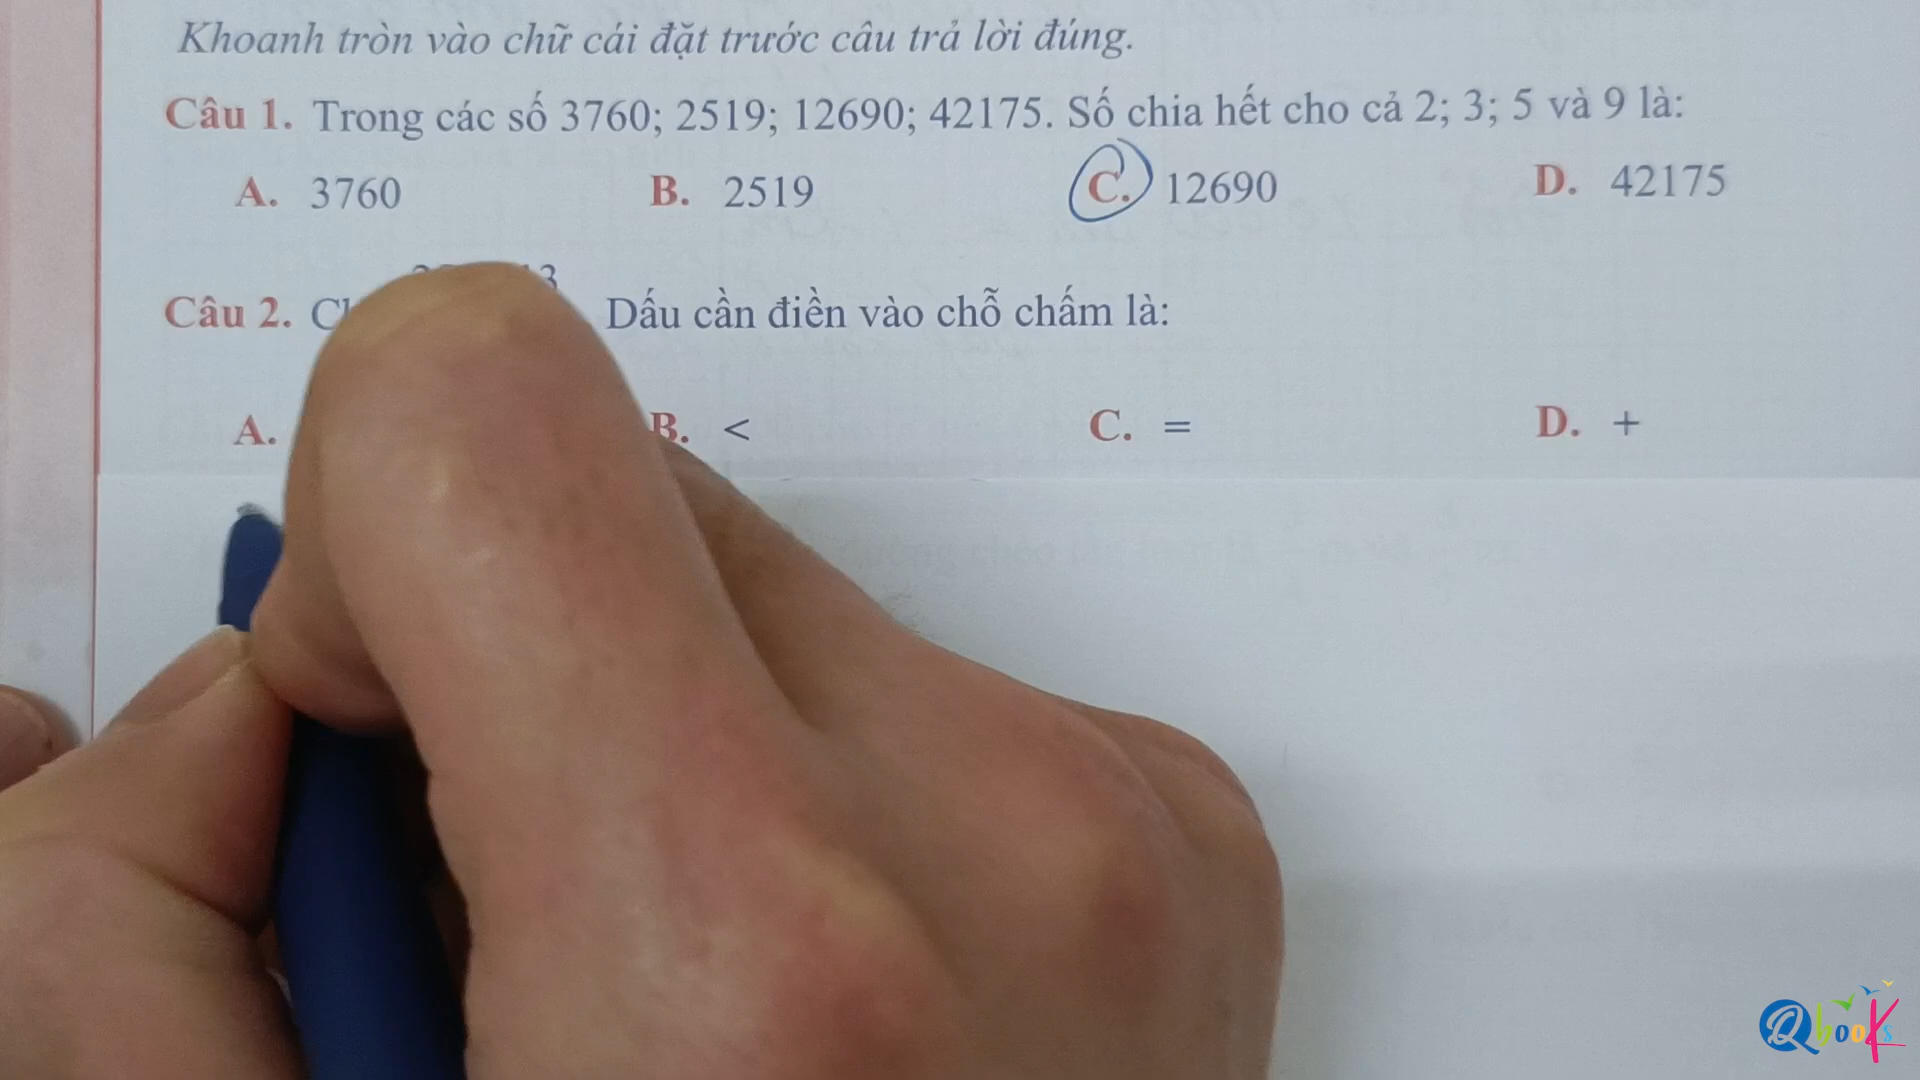 Khoanh tròn vào chữ cái đặt trước câu trả lời đúng.
Câu 1. Trong các số 3760; 2519; 12690; 42175. Số chia hết cho cả 2; 3; 5 và 9 là:
A. 3760 B. 2519 C. 12690 D. 42175
Câu 2. Dấu cần điền vào chỗ chấm là:
A. B. < C. = D. +
Qbooks